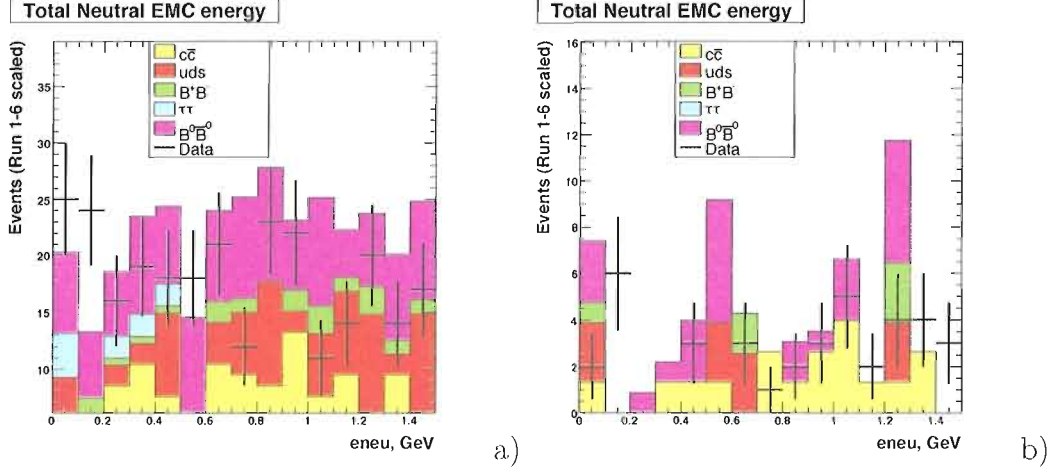 Total Neutral EMC energy
Events (Run 1-6 scaled)
35
30
25
20
15
10
cc̅
uds
B⁺B⁻
ττ
B⁰B̅⁰
Data
0 0.2 0.4 0.6 0.8 1.0 1.2 1.4
eneu, GeV
a)
Total Neutral EMC energy
Events (Run 1-6 scaled)
16
14
12
10
8
6
4
2
0
cc̅
uds
B⁺B⁻
ττ
B⁰B̅⁰
Data
0 0.2 0.4 0.6 0.8 1.0 1.2 1.4
eneu, GeV
b)